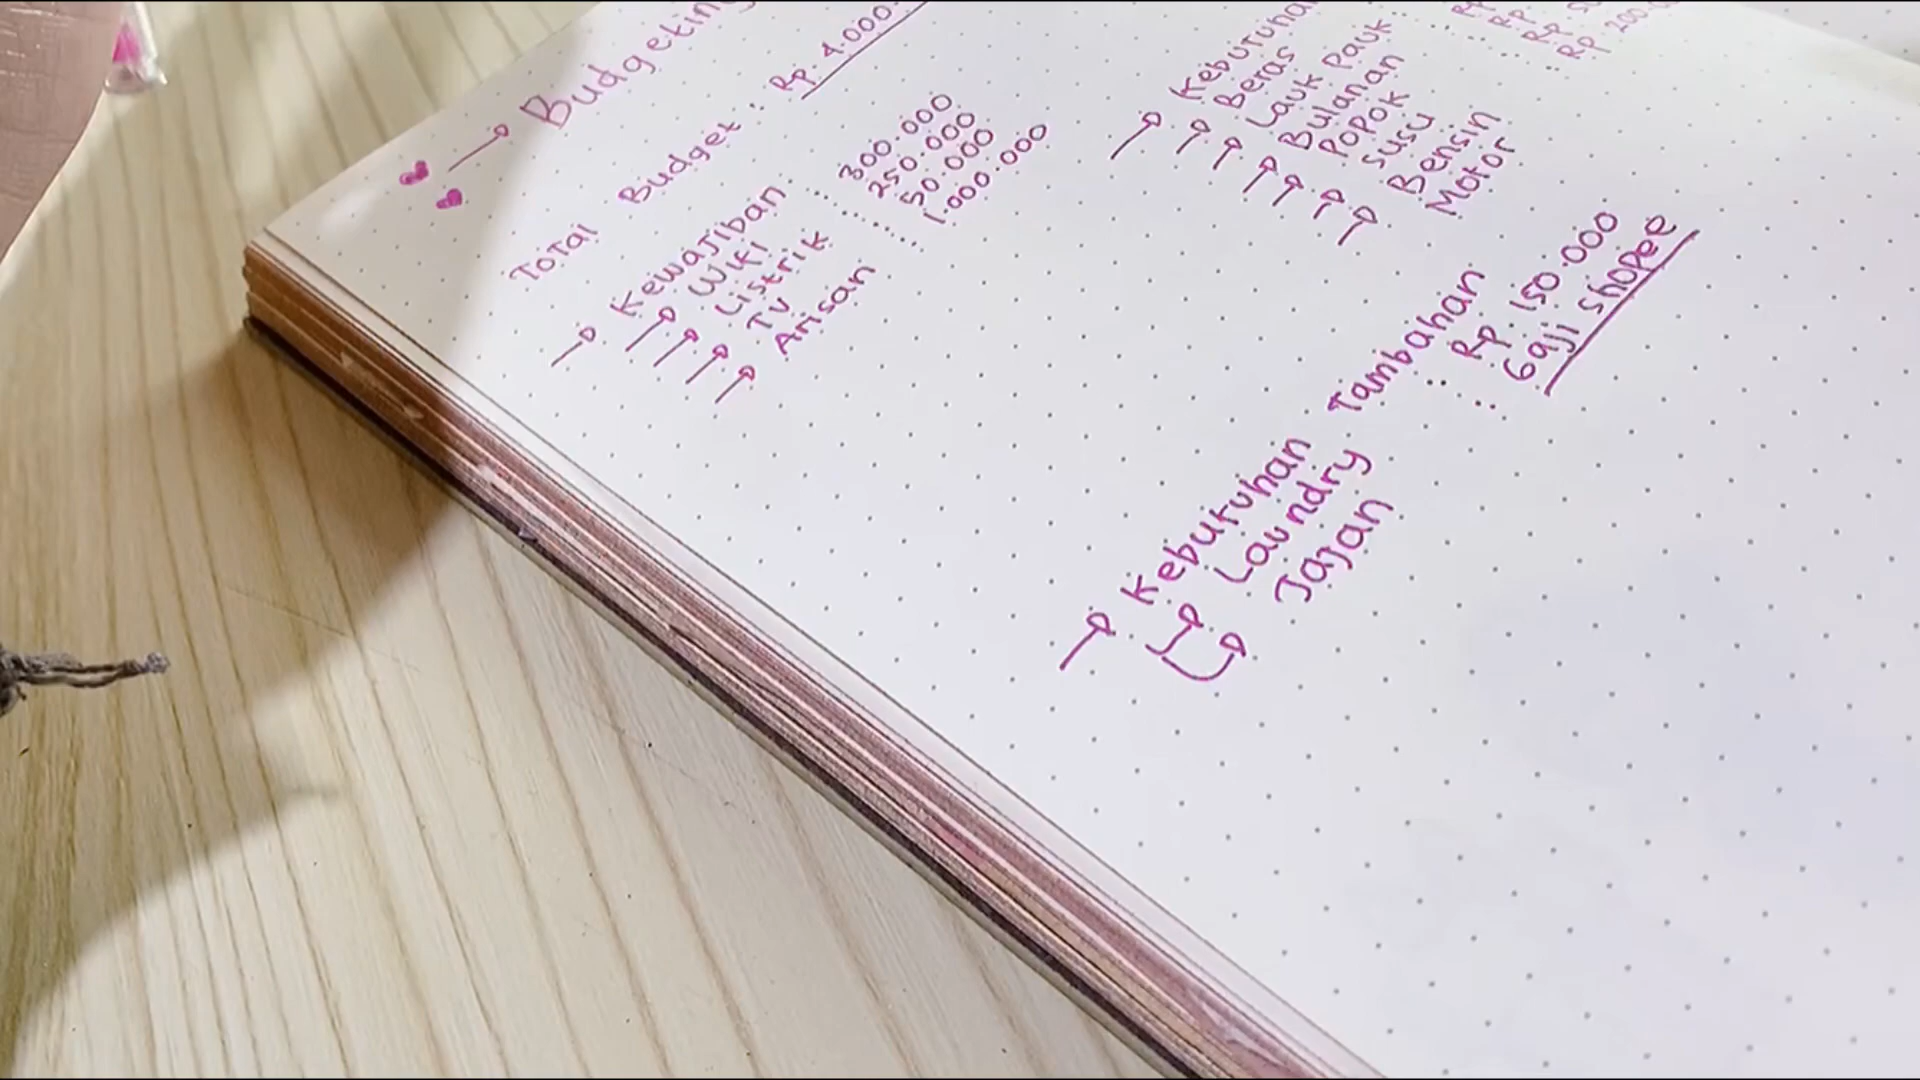 Budgeting
Total Budget : Rp 4.000.
Kewajiban
Wifi ..... 300.000
Listrik ..... 250.000
TV ..... 50.000
Arisan ..... 1.000.000
Kebutuhan
Beras
Lauk Pauk
Bulanan
Popok
Susu
Bensin
Motor
Rp 200.
Kebutuhan Tambahan
Laundry : Rp. 150.000
Jajan : Gaji Shopee